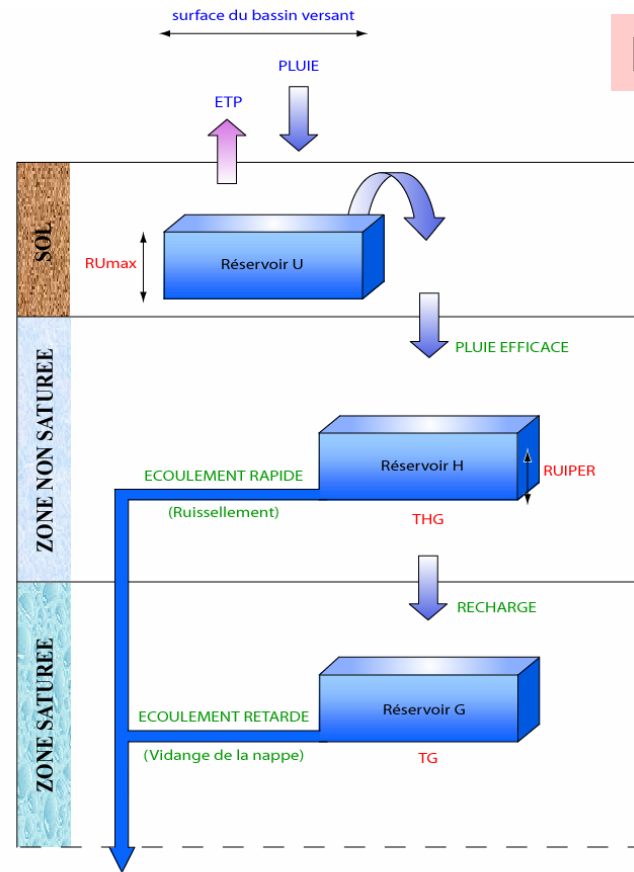 surface du bassin versant
PLUIE
ETP
SOL
RUmax
Réservoir U
PLUIE EFFICACE
ZONE NON SATUREE
ECOULEMENT RAPIDE
(Ruissellement)
Réservoir H
RUIPER
THG
RECHARGE
ZONE SATUREE
ECOULEMENT RETARDE
(Vidange de la nappe)
Réservoir G
TG